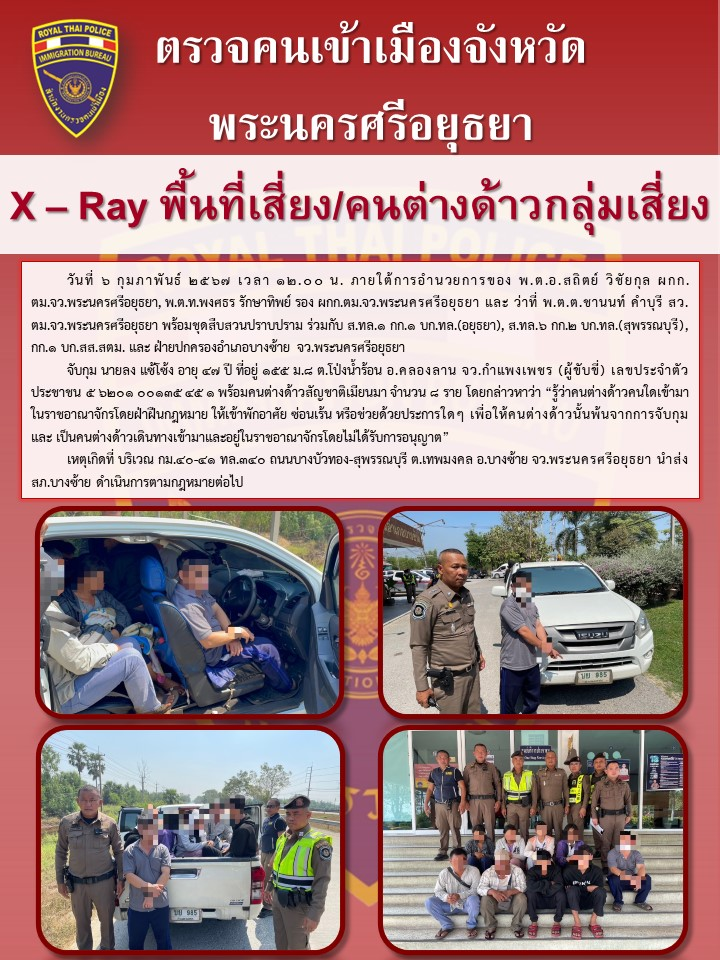 ROYAL THAI POLICE
IMMIGRATION BUREAU
สำนักงานตรวจคนเข้าเมือง
ตรวจคนเข้าเมืองจังหวัด
พระนครศรีอยุธยา
X – Ray พื้นที่เสี่ยง/คนต่างด้าวกลุ่มเสี่ยง
วันที่ ๖ กุมภาพันธ์ ๒๕๖๗ เวลา ๑๒.๐๐ น. ภายใต้การอำนวยการของ พ.ต.อ.สถิตย์ วิชัยกุล ผกก.
ตม.จว.พระนครศรีอยุธยา, พ.ต.ท.พงศธร รักษาทิพย์ รอง ผกก.ตม.จว.พระนครศรีอยุธยา และ ว่าที่ พ.ต.ต.ชานนท์ คำบุรี สว.
ตม.จว.พระนครศรีอยุธยา พร้อมชุดสืบสวนปราบปราม ร่วมกับ ส.ทล.๑ กก.๑ บก.ทล.(อยุธยา), ส.ทล.๖ กก.๒ บก.ทล.(สุพรรณบุรี),
กก.๑ บก.สส.สตม. และ ฝ่ายปกครองอำเภอบางซ้าย จว.พระนครศรีอยุธยา
จับกุม นายลง แซ้โซ้ง อายุ ๔๗ ปี ที่อยู่ ๑๕๕ ม.๘ ต.โป่งน้ำร้อน อ.คลองลาน จว.กำแพงเพชร (ผู้ขับขี่) เลขประจำตัว
ประชาชน ๕ ๖๒๐๑ ๐๐๑๓๕ ๔๕ ๑ พร้อมคนต่างด้าวสัญชาติเมียนมา จำนวน ๘ ราย โดยกล่าวหาว่า “รู้ว่าคนต่างด้าวคนใดเข้ามา
ในราชอาณาจักรโดยฝ่าฝืนกฎหมาย ให้เข้าพักอาศัย ซ่อนเร้น หรือช่วยด้วยประการใดๆ เพื่อให้คนต่างด้าวนั้นพ้นจากการจับกุม
และ เป็นคนต่างด้าวเดินทางเข้ามาและอยู่ในราชอาณาจักรโดยไม่ได้รับการอนุญาต”
เหตุเกิดที่ บริเวณ กม.๔๐-๔๑ ทล.๓๔๐ ถนนบางบัวทอง-สุพรรณบุรี ต.เทพมงคล อ.บางซ้าย จว.พระนครศรีอยุธยา นำส่ง
สภ.บางซ้าย ดำเนินการตามกฎหมายต่อไป
ISUZU
บย 985
บย 985